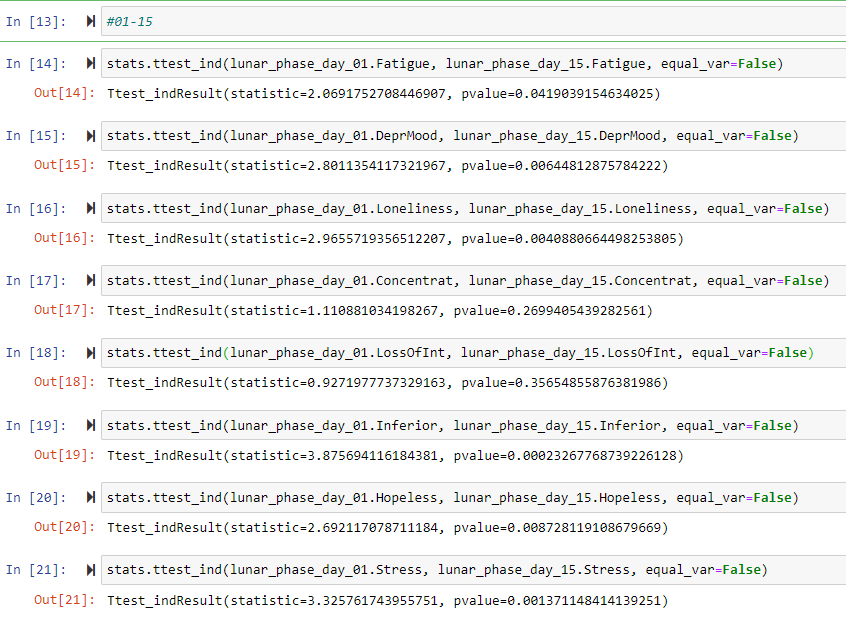 In [13]: #01-15
In [14]: stats.ttest_ind(lunar_phase_day_01.Fatigue, lunar_phase_day_15.Fatigue, equal_var=False)
Out[14]: Ttest_indResult(statistic=2.0691752708446907, pvalue=0.0419039154634025)
In [15]: stats.ttest_ind(lunar_phase_day_01.DeprMood, lunar_phase_day_15.DeprMood, equal_var=False)
Out[15]: Ttest_indResult(statistic=2.8011354117321967, pvalue=0.00644812875784222)
In [16]: stats.ttest_ind(lunar_phase_day_01.Loneliness, lunar_phase_day_15.Loneliness, equal_var=False)
Out[16]: Ttest_indResult(statistic=2.9655719356512207, pvalue=0.0040880664498253805)
In [17]: stats.ttest_ind(lunar_phase_day_01.Concentrat, lunar_phase_day_15.Concentrat, equal_var=False)
Out[17]: Ttest_indResult(statistic=1.110881034198267, pvalue=0.2699405439282561)
In [18]: stats.ttest_ind(lunar_phase_day_01.LossOfInt, lunar_phase_day_15.LossOfInt, equal_var=False)
Out[18]: Ttest_indResult(statistic=0.9271977737329163, pvalue=0.35654855876381986)
In [19]: stats.ttest_ind(lunar_phase_day_01.Inferior, lunar_phase_day_15.Inferior, equal_var=False)
Out[19]: Ttest_indResult(statistic=3.875694116184381, pvalue=0.00023267768739226128)
In [20]: stats.ttest_ind(lunar_phase_day_01.Hopeless, lunar_phase_day_15.Hopeless, equal_var=False)
Out[20]: Ttest_indResult(statistic=2.692117078711184, pvalue=0.008728119108679669)
In [21]: stats.ttest_ind(lunar_phase_day_01.Stress, lunar_phase_day_15.Stress, equal_var=False)
Out[21]: Ttest_indResult(statistic=3.325761743955751, pvalue=0.001371148414139251)